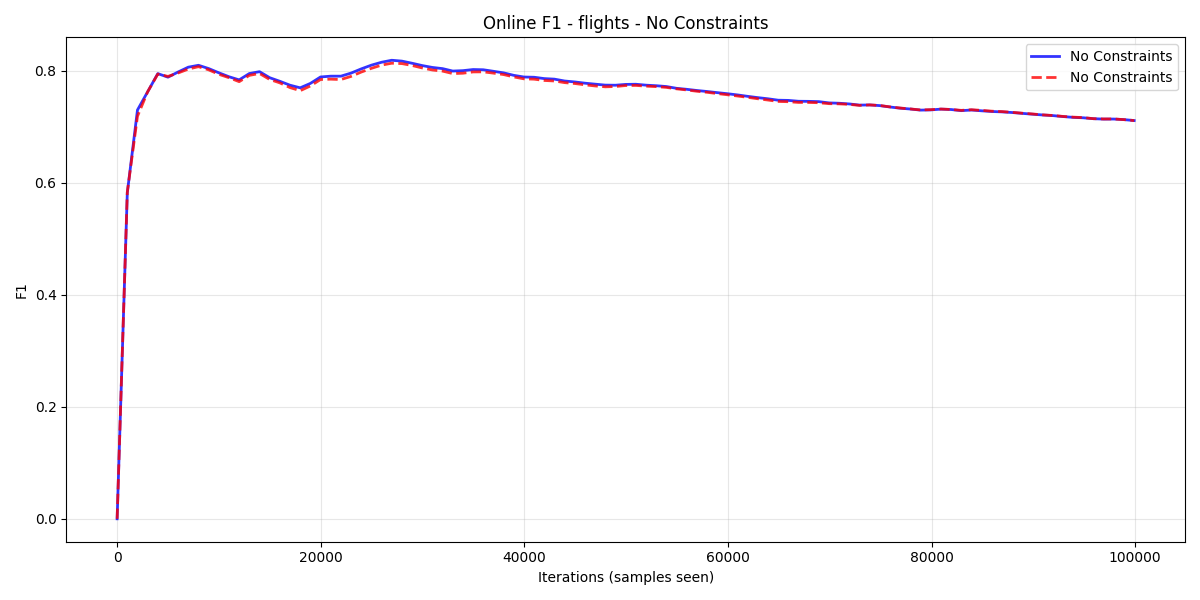 Online F1 - flights - No Constraints
No Constraints
No Constraints
0.8
0.6
0.4
0.2
0.0
F1
0 20000 40000 60000 80000 100000
Iterations (samples seen)